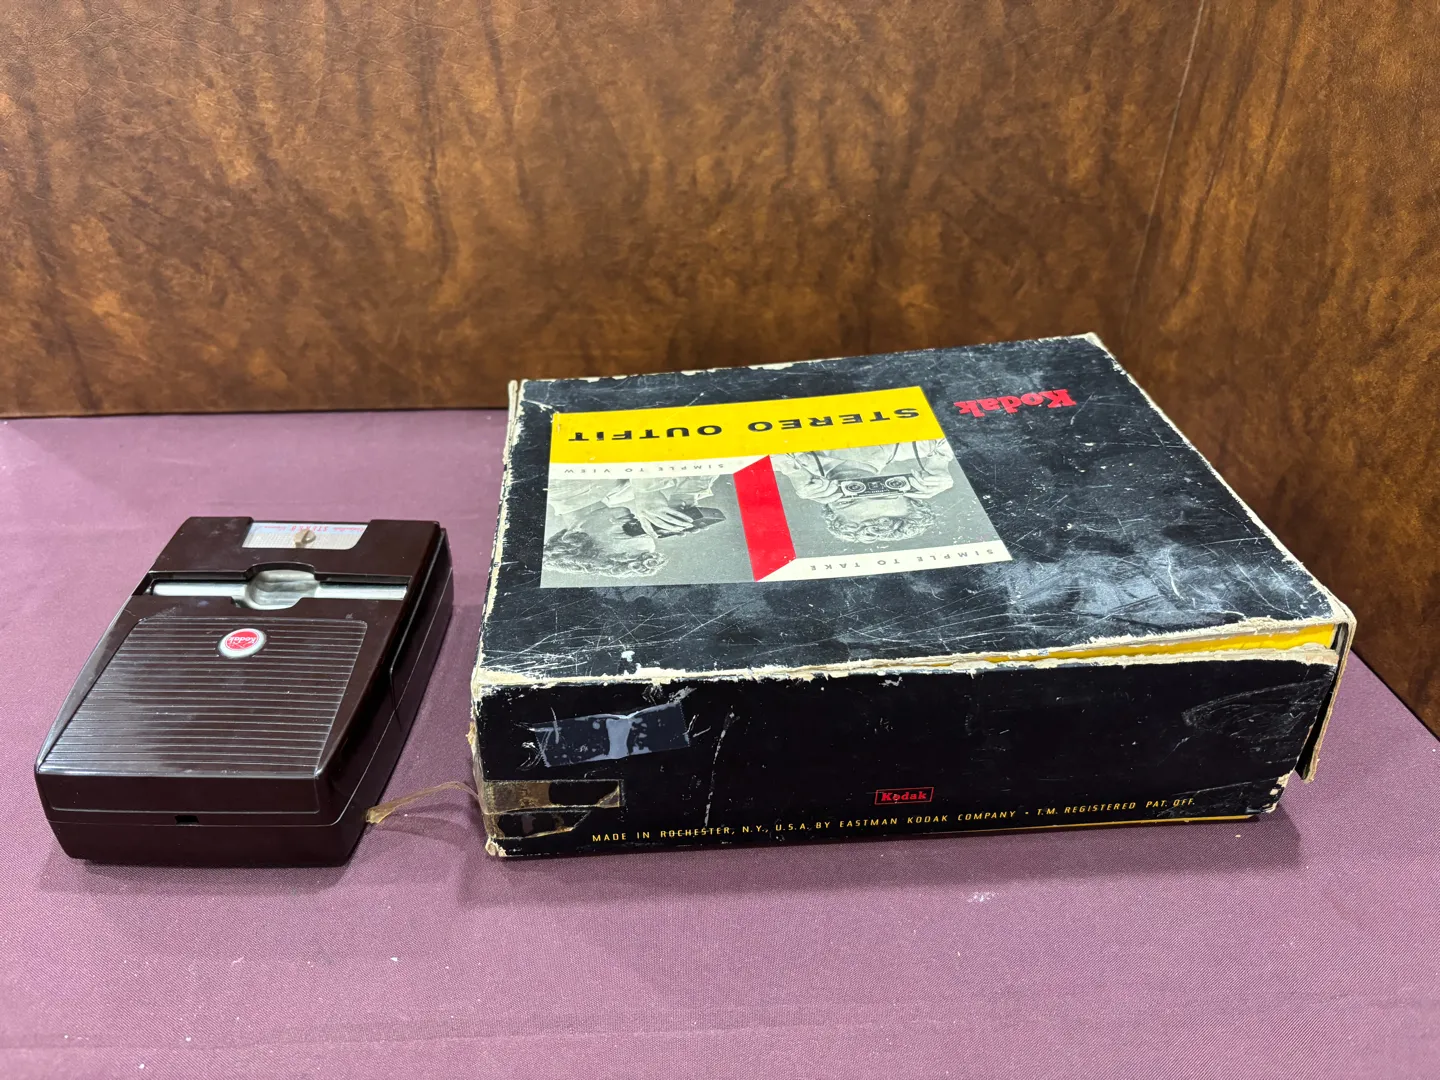 Kodak
STEREO OUTFIT
SIMPLE TO VIEW
SIMPLE TO TAKE
Kodak
MADE IN ROCHESTER, N.Y., U.S.A. BY EASTMAN KODAK COMPANY • T.M. REGISTERED PAT. OFF.
Kodak